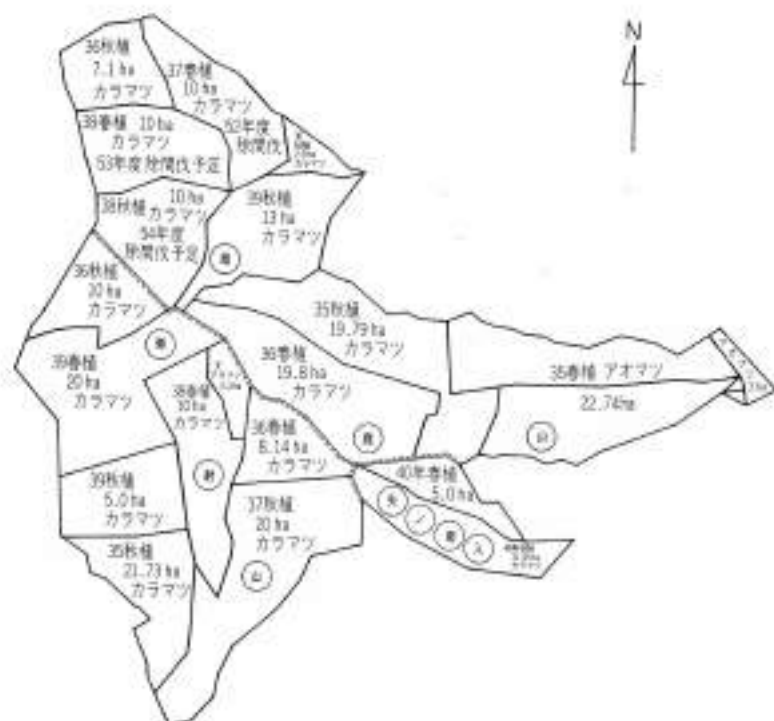 N
36秋植
7.1 ha
カラマツ
37春植
10 ha
カラマツ
52年度
除間伐
38春植 10 ha
カラマツ
53年度除間伐予定
カラマツ
38秋植 10 ha
カラマツ
54年度
除間伐予定
39秋植
13 ha
カラマツ
36秋植
10 ha
カラマツ
35秋植
19.79 ha
カラマツ
36春植
19.8 ha
カラマツ
35春植 アオマツ
22.74ha
39春植
20 ha
カラマツ
38春植
10 ha
カラマツ
36春植
8.14 ha
カラマツ
40年春植
5.0 ha
39秋植
5.0 ha
カラマツ
37秋植
20 ha
カラマツ
35秋植
21.73 ha
カラマツ
山
カラマツ